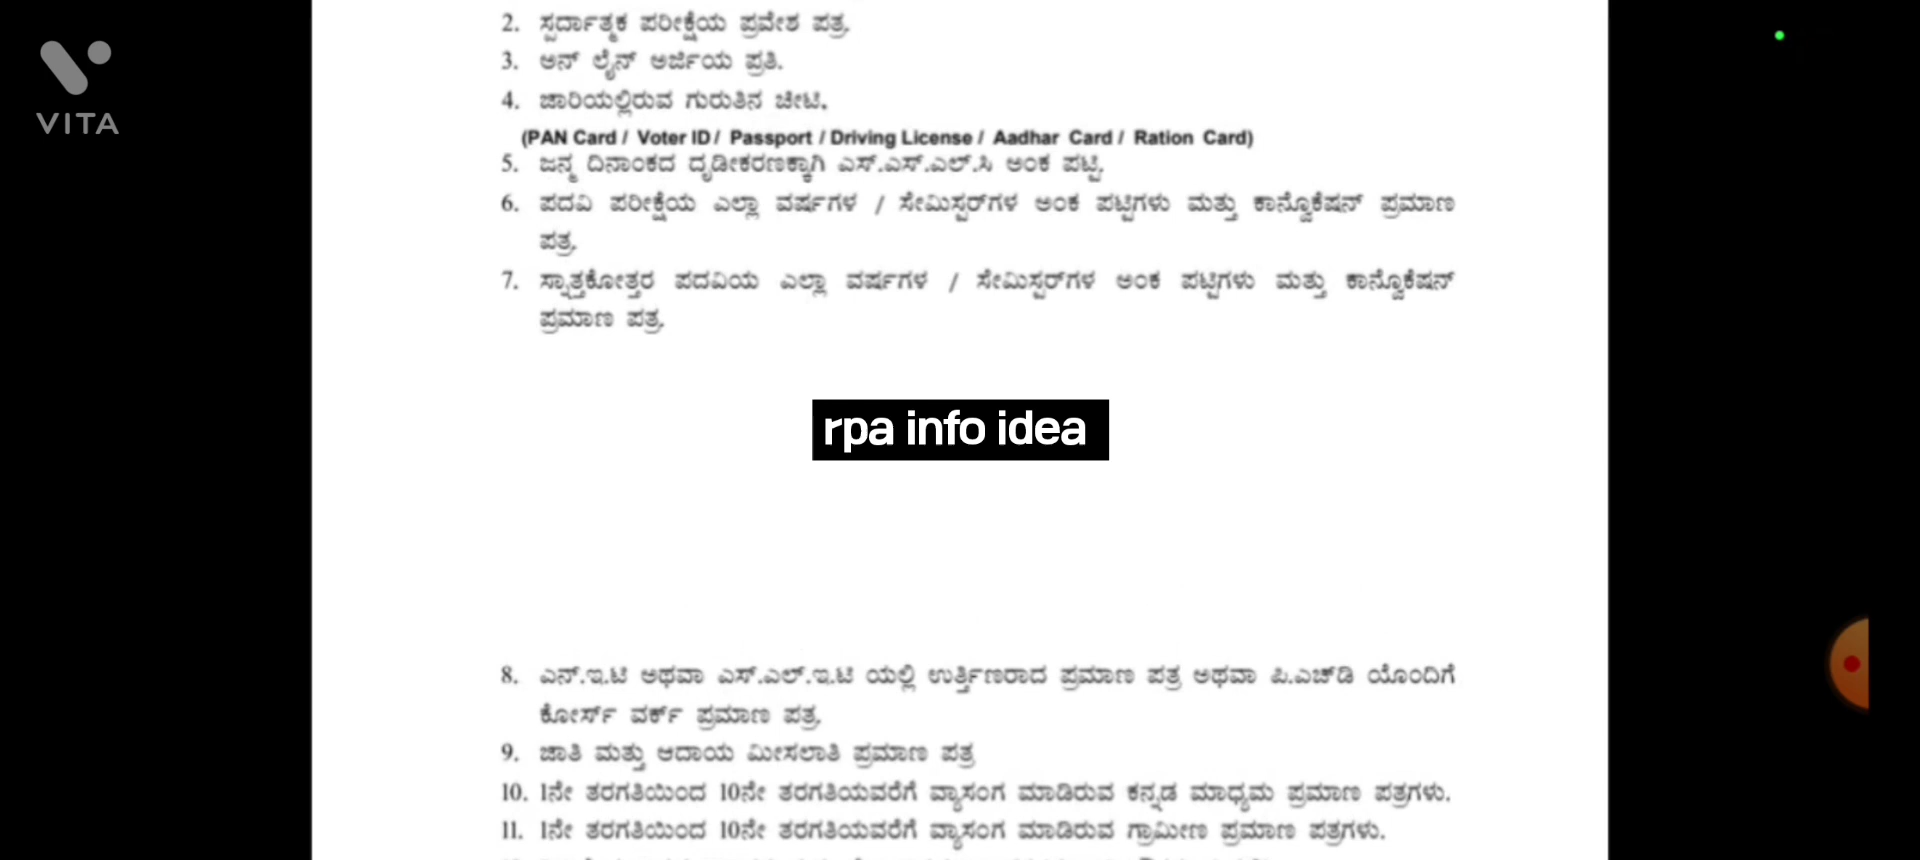 VITA
2. ಸ್ಪರ್ದಾತ್ಮಕ ಪರೀಕ್ಷೆಯ ಪ್ರವೇಶ ಪತ್ರ.
3. ಅನ್ ಲೈನ್ ಅರ್ಜಿಯ ಪ್ರತಿ.
4. ಜಾರಿಯಲ್ಲಿರುವ ಗುರುತಿನ ಚೀಟಿ.
(PAN Card / Voter ID / Passport / Driving License / Aadhar Card / Ration Card)
5. ಜನ್ಮ ದಿನಾಂಕದ ದೃಡೀಕರಣಕ್ಕಾಗಿ ಎಸ್.ಎಸ್.ಎಲ್.ಸಿ ಅಂಕ ಪಟ್ಟಿ.
6. ಪದವಿ ಪರೀಕ್ಷೆಯ ಎಲ್ಲಾ ವರ್ಷಗಳ / ಸೇಮಿಸ್ಟರ್‌ಗಳ ಅಂಕ ಪಟ್ಟಿಗಳು ಮತ್ತು ಕಾನ್ವೊಕೆಷನ್ ಪ್ರಮಾಣ
ಪತ್ರ.
7. ಸ್ನಾತ್ತಕೋತ್ತರ ಪದವಿಯ ಎಲ್ಲಾ ವರ್ಷಗಳ / ಸೇಮಿಸ್ಟರ್‌ಗಳ ಅಂಕ ಪಟ್ಟಿಗಳು ಮತ್ತು ಕಾನ್ವೊಕೆಷನ್
ಪ್ರಮಾಣ ಪತ್ರ.
rpa info idea
8. ಎನ್.ಇ.ಟಿ ಅಥವಾ ಎಸ್.ಎಲ್.ಇ.ಟಿ ಯಲ್ಲಿ ಉರ್ತ್ತಿಣರಾದ ಪ್ರಮಾಣ ಪತ್ರ ಅಥವಾ ಪಿ.ಎಚ್‌ಡಿ ಯೊಂದಿಗೆ
ಕೋರ್ಸ್ ವರ್ಕ್ ಪ್ರಮಾಣ ಪತ್ರ.
9. ಜಾತಿ ಮತ್ತು ಆದಾಯ ಮೀಸಲಾತಿ ಪ್ರಮಾಣ ಪತ್ರ
10. 1ನೇ ತರಗತಿಯಿಂದ 10ನೇ ತರಗತಿಯವರೆಗೆ ವ್ಯಾಸಂಗ ಮಾಡಿರುವ ಕನ್ನಡ ಮಾಧ್ಯಮ ಪ್ರಮಾಣ ಪತ್ರಗಳು.
11. 1ನೇ ತರಗತಿಯಿಂದ 10ನೇ ತರಗತಿಯವರೆಗೆ ವ್ಯಾಸಂಗ ಮಾಡಿರುವ ಗ್ರಾಮೀಣ ಪ್ರಮಾಣ ಪತ್ರಗಳು.